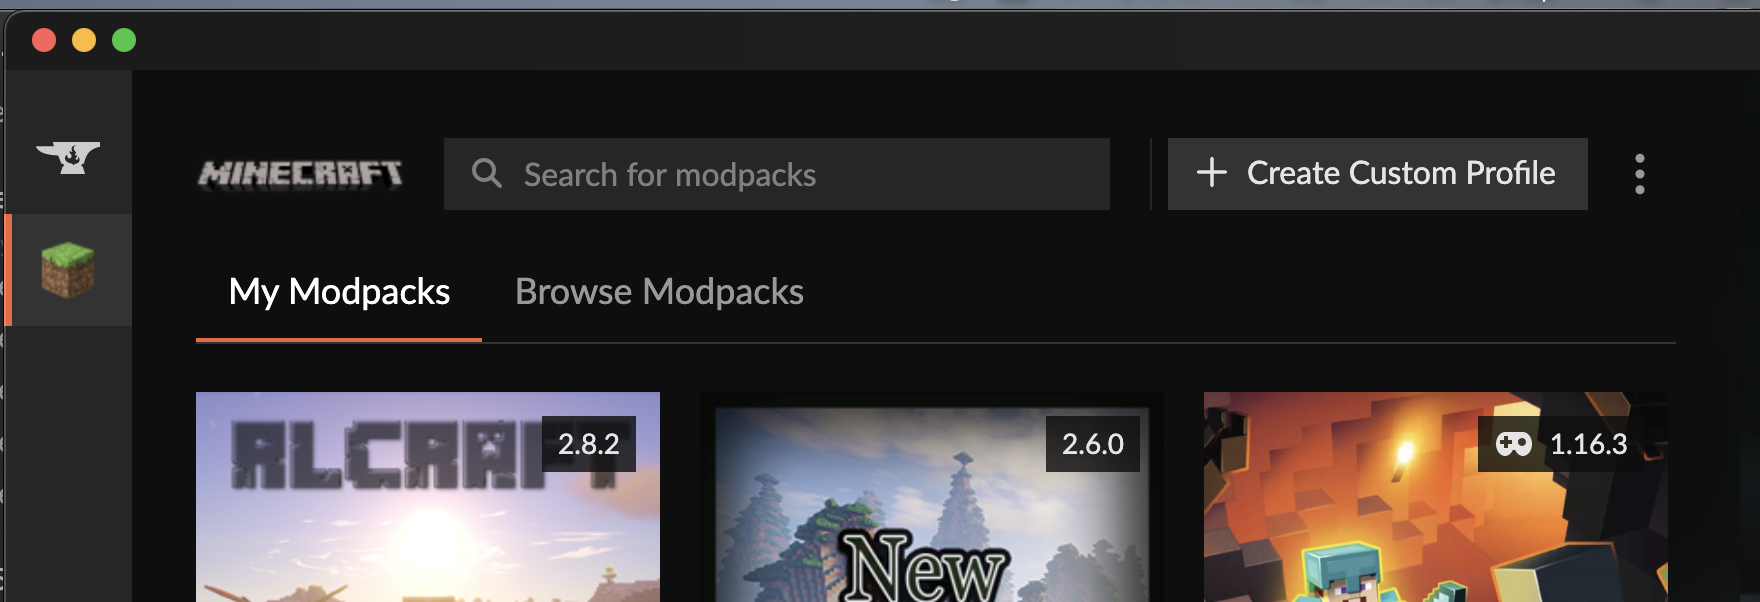 MINECRAFT
Search for modpacks
Create Custom Profile
My Modpacks
Browse Modpacks
RLCRAFT
2.8.2
2.6.0
1.16.3
New